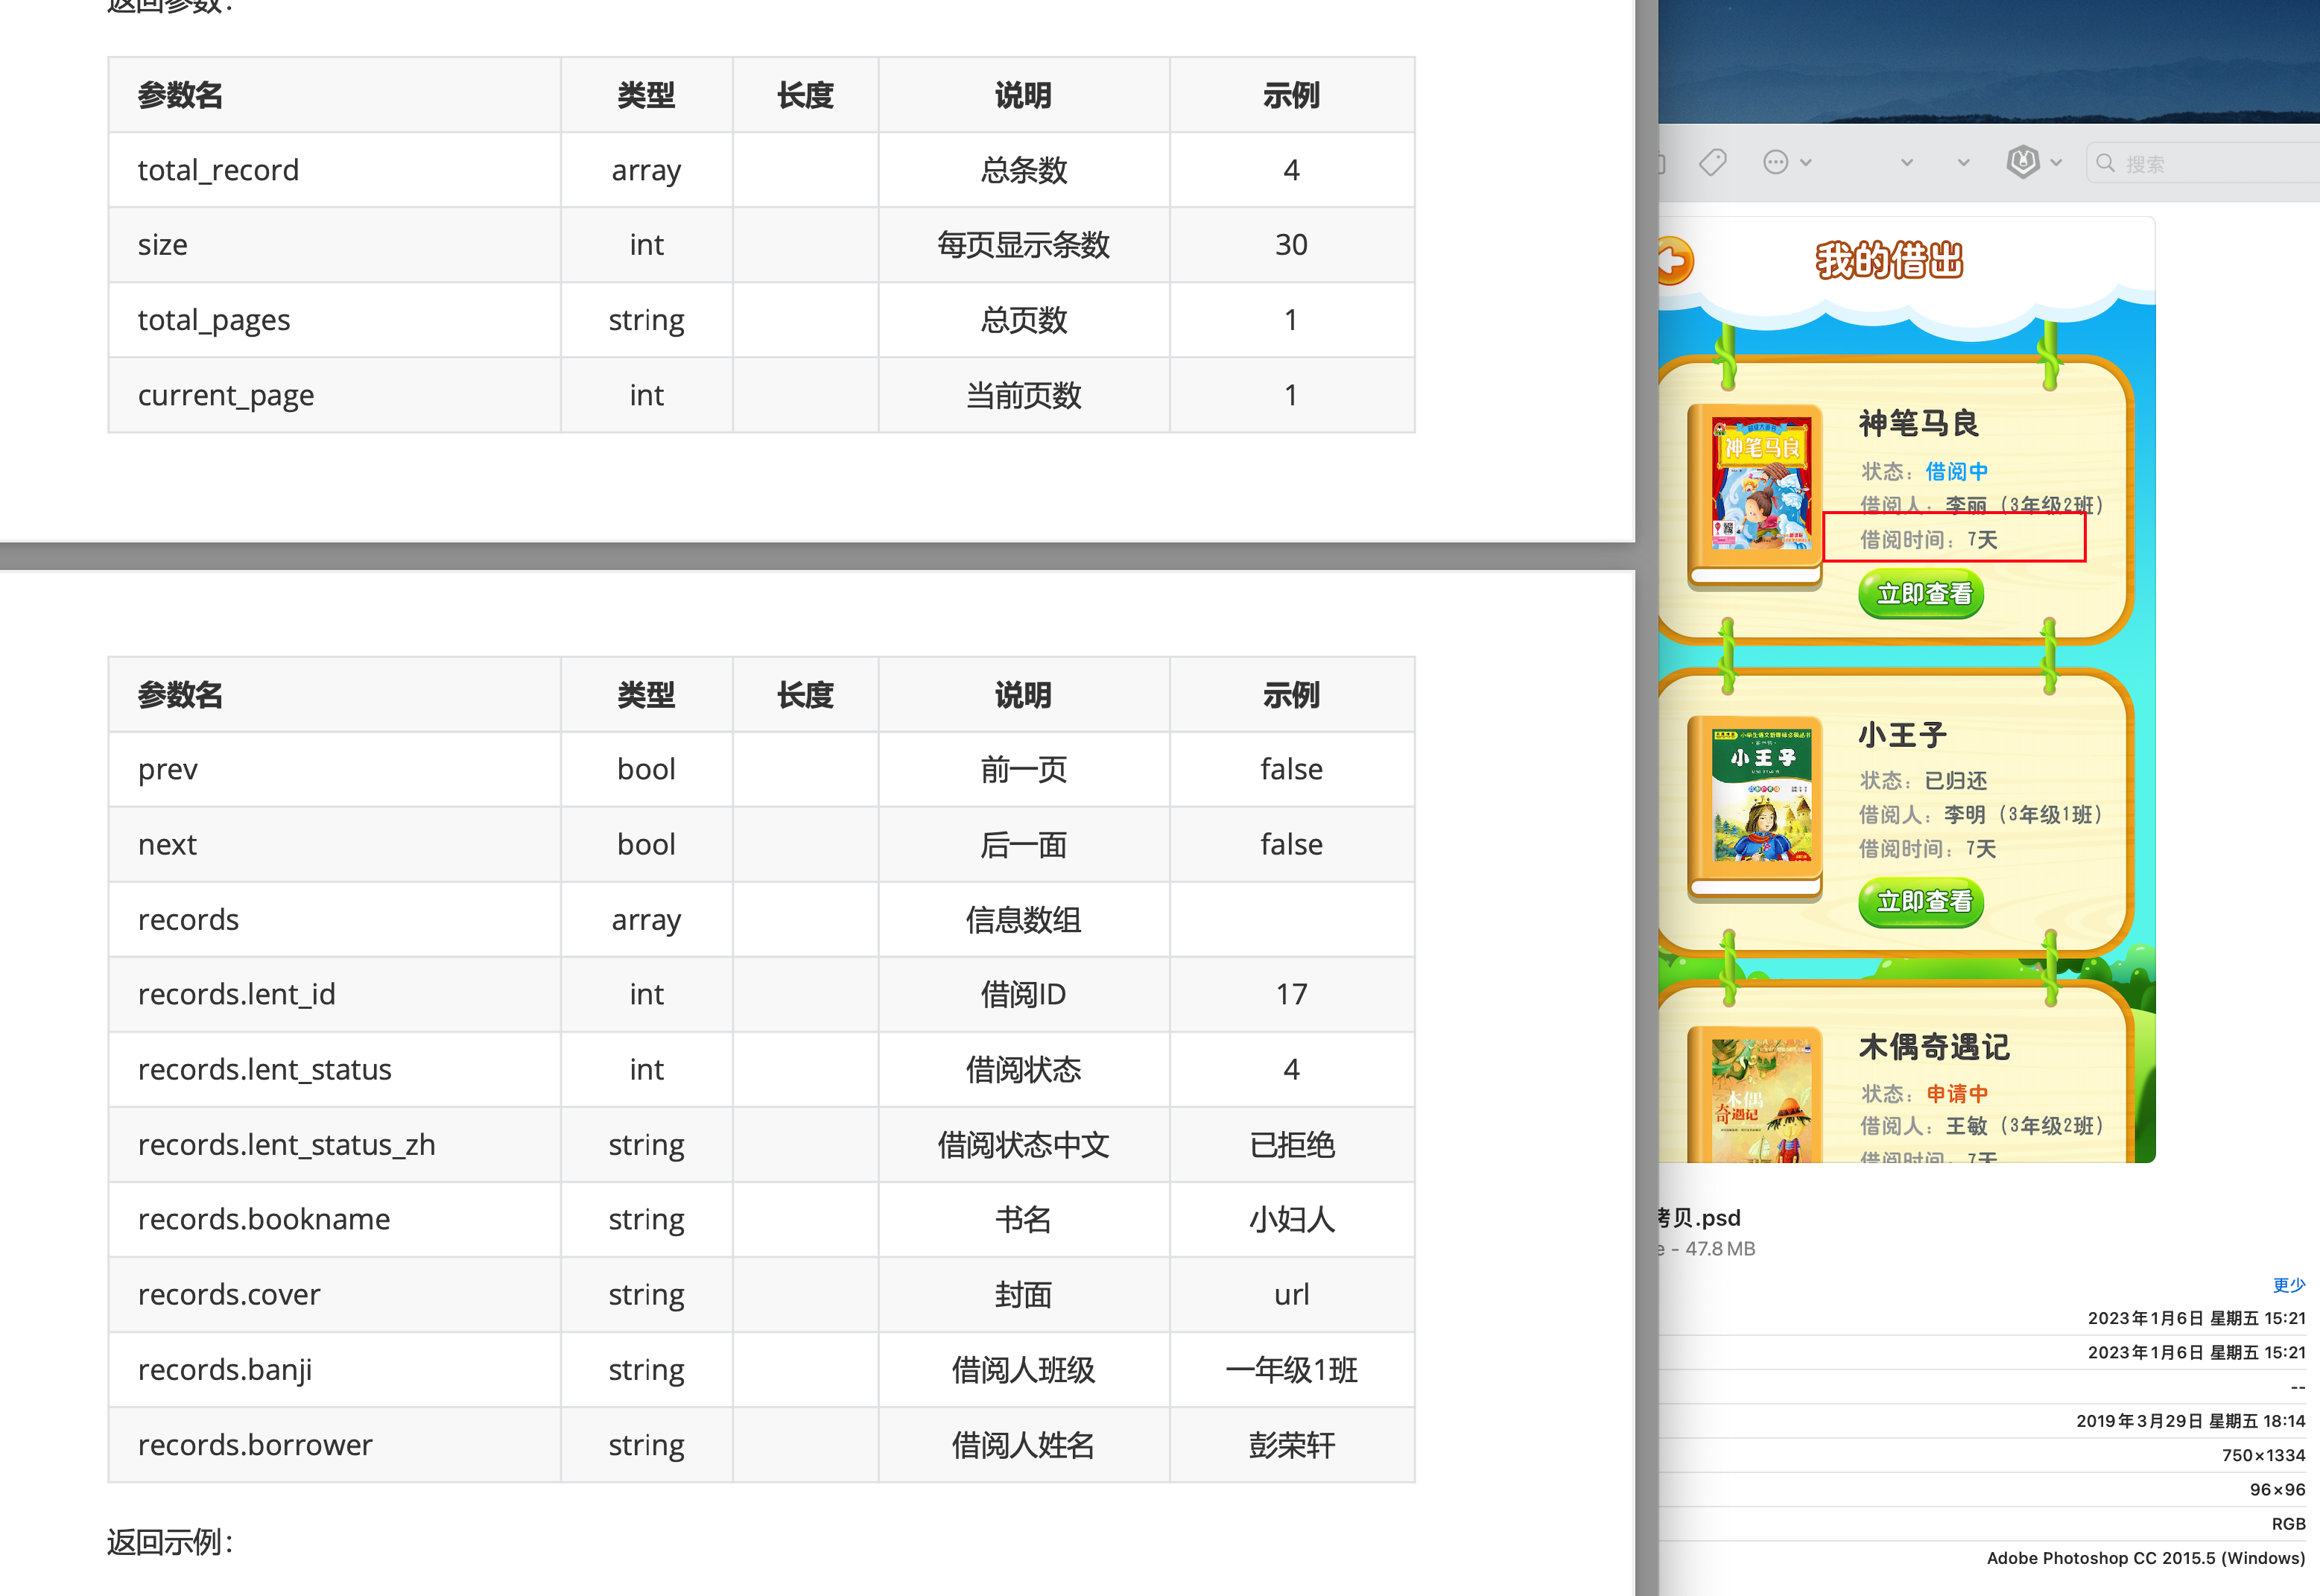 返回参数：
参数名 类型 长度 说明 示例
total_record array 总条数 4
size int 每页显示条数 30
total_pages string 总页数 1
current_page int 当前页数 1
参数名 类型 长度 说明 示例
prev bool 前一页 false
next bool 后一面 false
records array 信息数组
records.lent_id int 借阅ID 17
records.lent_status int 借阅状态 4
records.lent_status_zh string 借阅状态中文 已拒绝
records.bookname string 书名 小妇人
records.cover string 封面 url
records.banji string 借阅人班级 一年级1班
records.borrower string 借阅人姓名 彭荣轩
返回示例：
搜索
我的借出
神笔马良
神笔马良
状态：借阅中
借阅人：李丽（3年级2班）
借阅时间：7天
立即查看
小王子
小王子
状态：已归还
借阅人：李明（3年级1班）
借阅时间：7天
立即查看
木偶
奇遇记
木偶奇遇记
状态：申请中
借阅人：王敏（3年级2班）
借阅时间：7天
拷贝.psd
e - 47.8 MB
更少
2023年1月6日 星期五 15:21
2023年1月6日 星期五 15:21
--
2019年3月29日 星期五 18:14
750×1334
96×96
RGB
Adobe Photoshop CC 2015.5 (Windows)